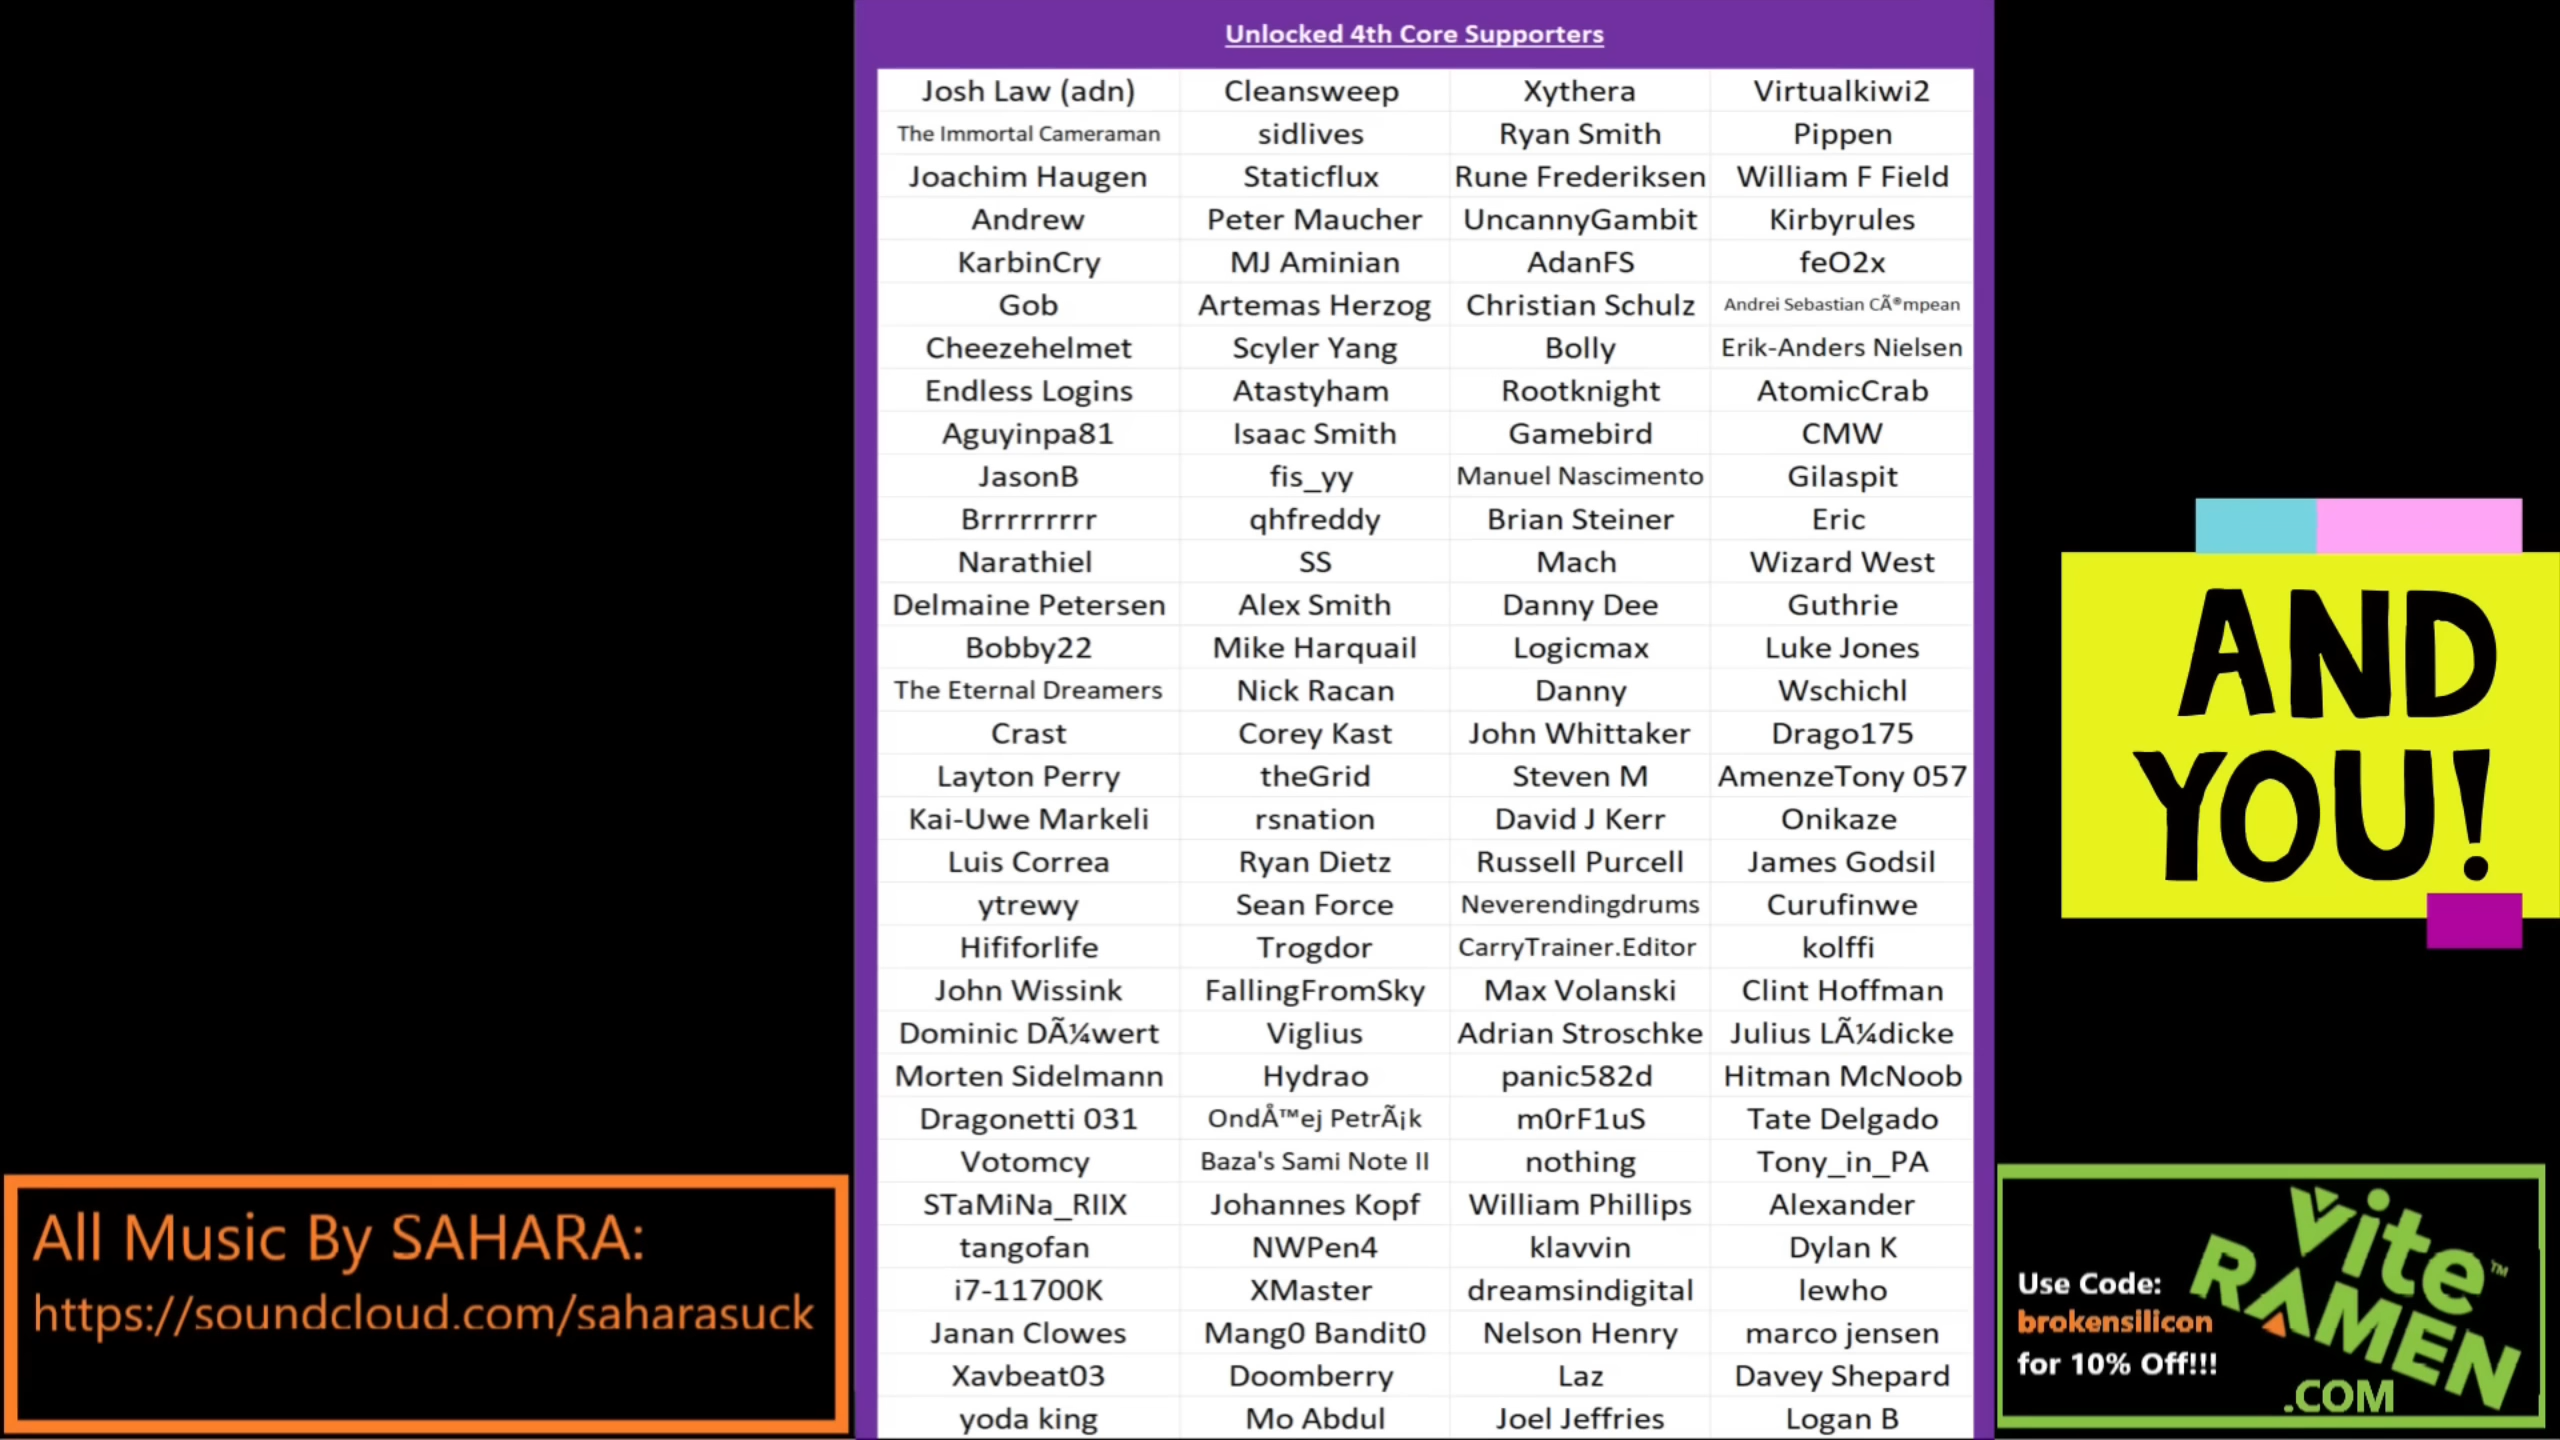 Unlocked 4th Core Supporters
Josh Law (adn) Cleansweep Xythera Virtualkiwi2
The Immortal Cameraman sidlives Ryan Smith Pippen
Joachim Haugen Staticflux Rune Frederiksen William F Field
Andrew Peter Maucher UncannyGambit Kirbyrules
KarbinCry MJ Aminian AdanFS feO2x
Gob Artemas Herzog Christian Schulz Andrei Sebastian CÃ®mpean
Cheezehelmet Scyler Yang Bolly Erik-Anders Nielsen
Endless Logins Atastyham Rootknight AtomicCrab
Aguyinpa81 Isaac Smith Gamebird CMW
JasonB fis_yy Manuel Nascimento Gilaspit
Brrrrrrrrr qhfreddy Brian Steiner Eric
Narathiel SS Mach Wizard West
Delmaine Petersen Alex Smith Danny Dee Guthrie
Bobby22 Mike Harquail Logicmax Luke Jones
The Eternal Dreamers Nick Racan Danny Wschichl
Crast Corey Kast John Whittaker Drago175
Layton Perry theGrid Steven M AmenzeTony 057
Kai-Uwe Markeli rsnation David J Kerr Onikaze
Luis Correa Ryan Dietz Russell Purcell James Godsil
ytrewy Sean Force Neverendingdrums Curufinwe
Hififorlife Trogdor CarryTrainer.Editor kolffi
John Wissink FallingFromSky Max Volanski Clint Hoffman
Dominic DÃ¼wert Viglius Adrian Stroschke Julius LÃ¼dicke
Morten Sidelmann Hydrao panic582d Hitman McNoob
Dragonetti 031 OndÅ™ej PetrÃ¡k m0rF1uS Tate Delgado
Votomcy Baza's Sami Note II nothing Tony_in_PA
STaMiNa_RIIX Johannes Kopf William Phillips Alexander
tangofan NWPen4 klavvin Dylan K
i7-11700K XMaster dreamsindigital lewho
Janan Clowes Mang0 Bandit0 Nelson Henry marco jensen
Xavbeat03 Doomberry Laz Davey Shepard
yoda king Mo Abdul Joel Jeffries Logan B
AND
YOU!
All Music By SAHARA:
https://soundcloud.com/saharasuck
Use Code:
brokensilicon
for 10% Off!!!
Vite™
RAMEN
.COM